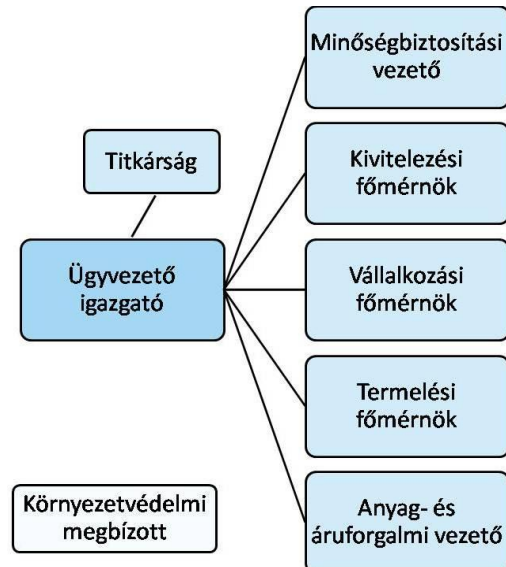 Minőségbiztosítási
vezető
Titkárság
Kivitelezési
főmérnök
Ügyvezető
igazgató
Vállalkozási
főmérnök
Termelési
főmérnök
Környezetvédelmi
megbízott
Anyag- és
áruforgalmi vezető